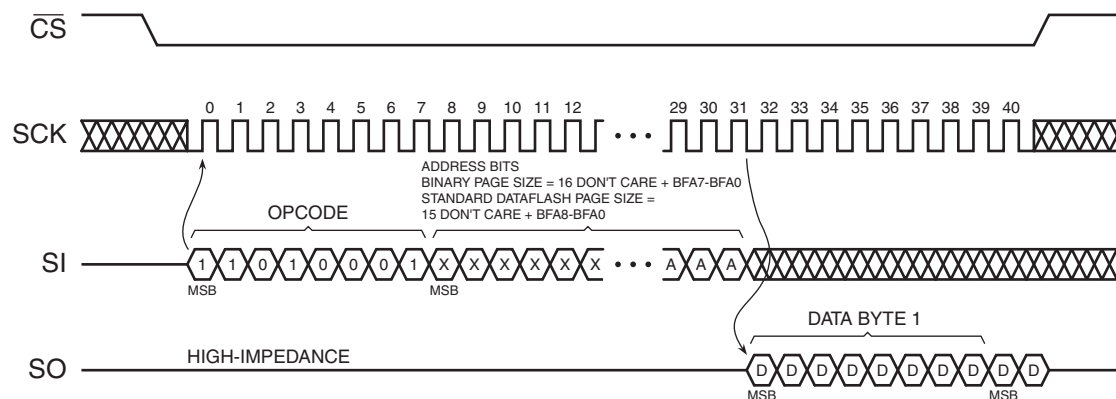 CS
0 1 2 3 4 5 6 7 8 9 10 11 12 29 30 31 32 33 34 35 36 37 38 39 40
SCK
ADDRESS BITS
BINARY PAGE SIZE = 16 DON'T CARE + BFA7-BFA0
STANDARD DATAFLASH PAGE SIZE =
15 DON'T CARE + BFA8-BFA0
OPCODE
SI 1 1 0 1 0 0 0 1 X X X X X X A A A
MSB MSB
DATA BYTE 1
HIGH-IMPEDANCE
SO D D D D D D D D D D
MSB MSB